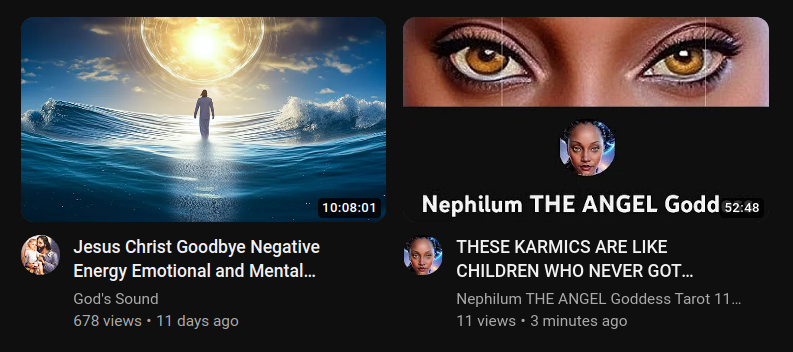 10:08:01
Jesus Christ Goodbye Negative
Energy Emotional and Mental...
God's Sound
678 views • 11 days ago
Nephilum THE ANGEL Godd
52:48
THESE KARMICS ARE LIKE
CHILDREN WHO NEVER GOT...
Nephilum THE ANGEL Goddess Tarot 11...
11 views • 3 minutes ago